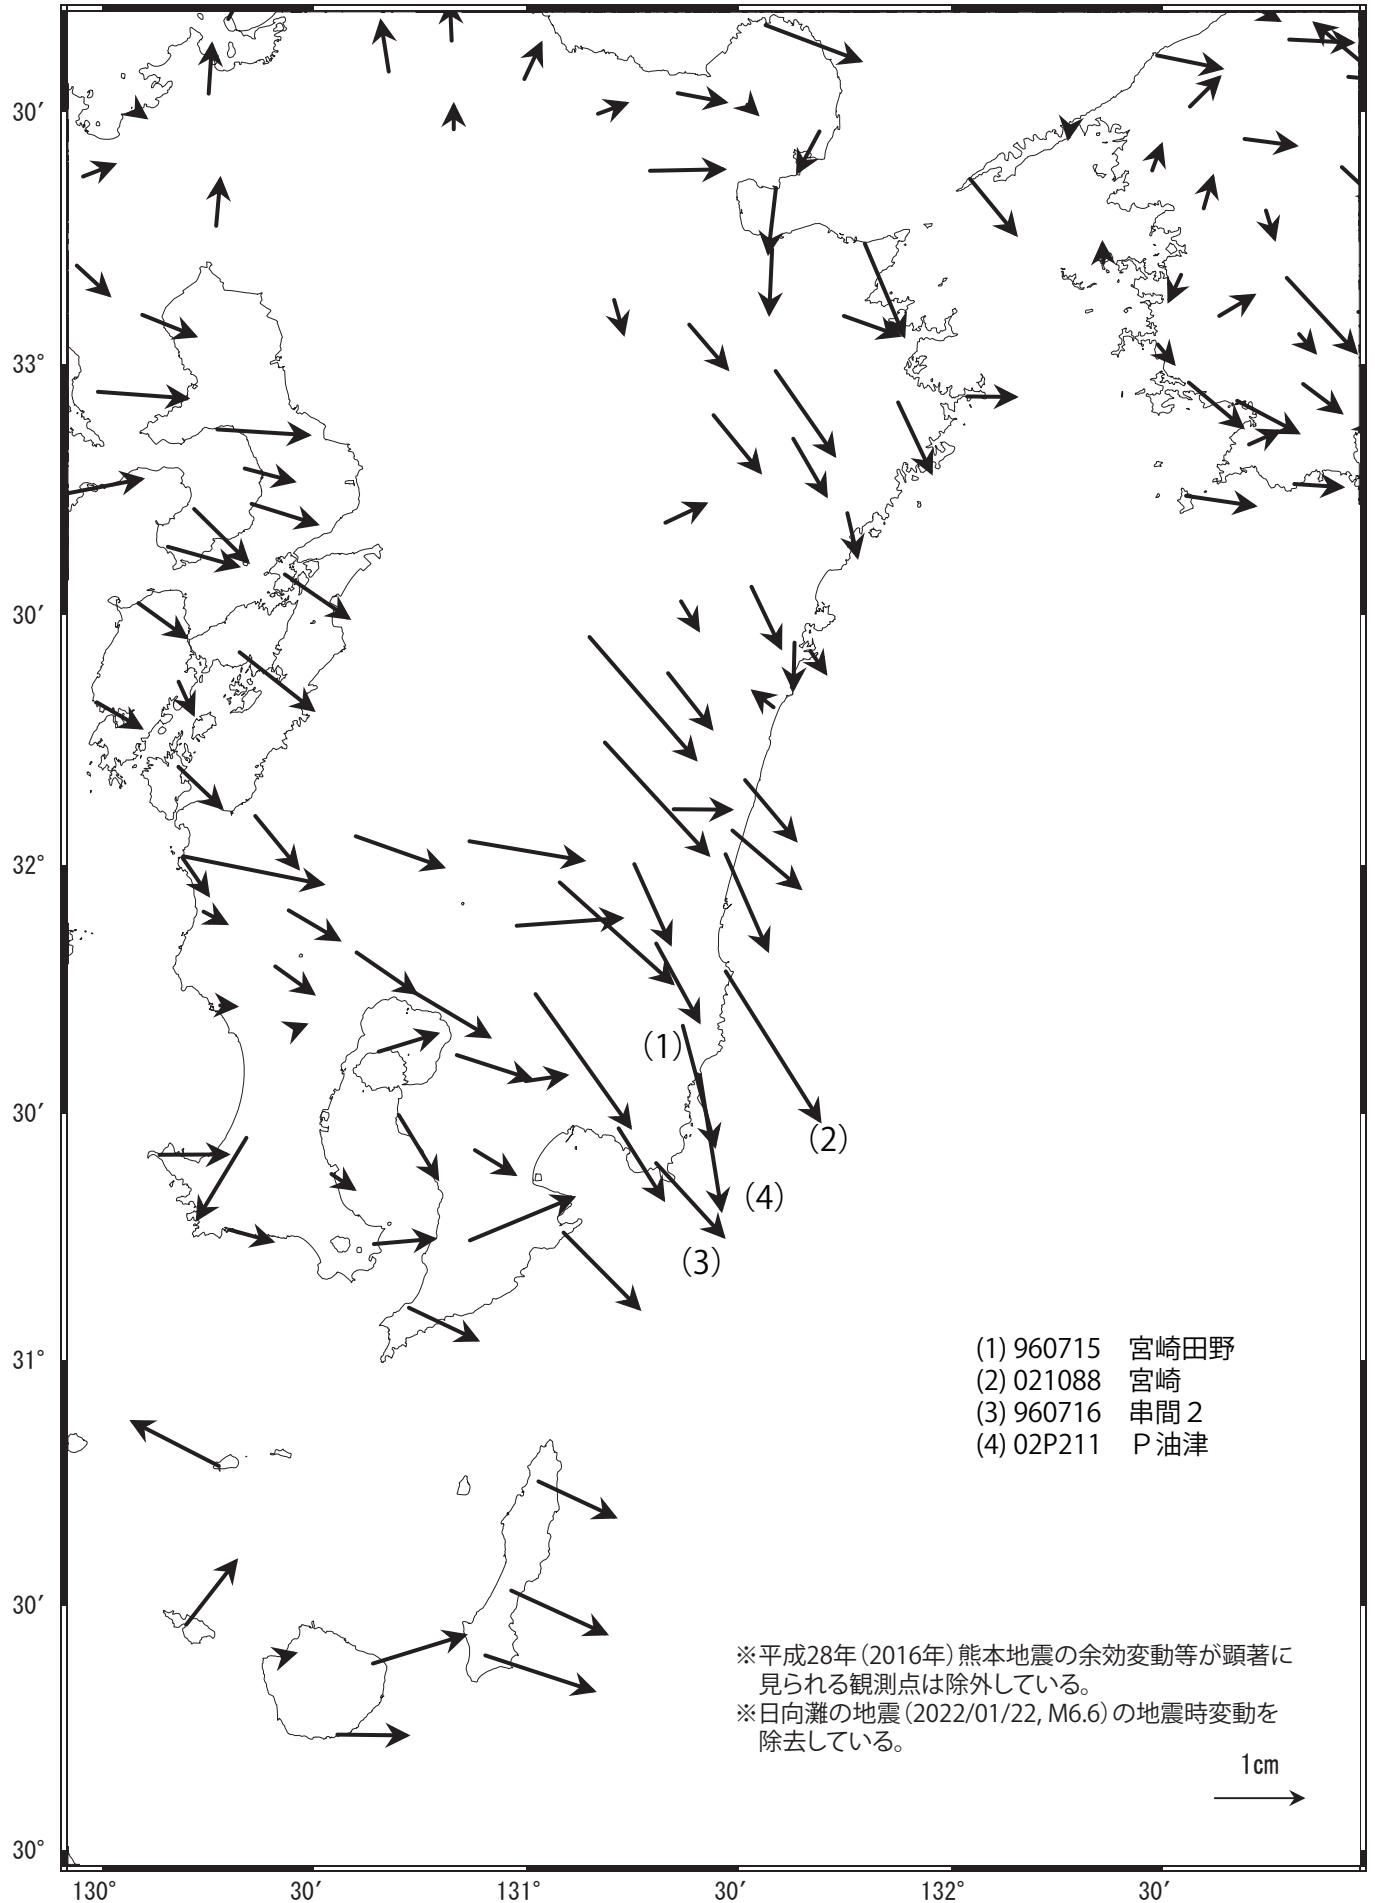 30′
33°
30′
32°
(1)
30′
(2)
(4)
(3)
31°
(1) 960715 宮崎田野
(2) 021088 宮崎
(3) 960716 串間２
(4) 02P211 Ｐ油津
30′
※平成28年（2016年）熊本地震の余効変動等が顕著に
見られる観測点は除外している。
※日向灘の地震（2022/01/22, M6.6）の地震時変動を
除去している。
1cm
30°
130° 30′ 131° 30′ 132° 30′